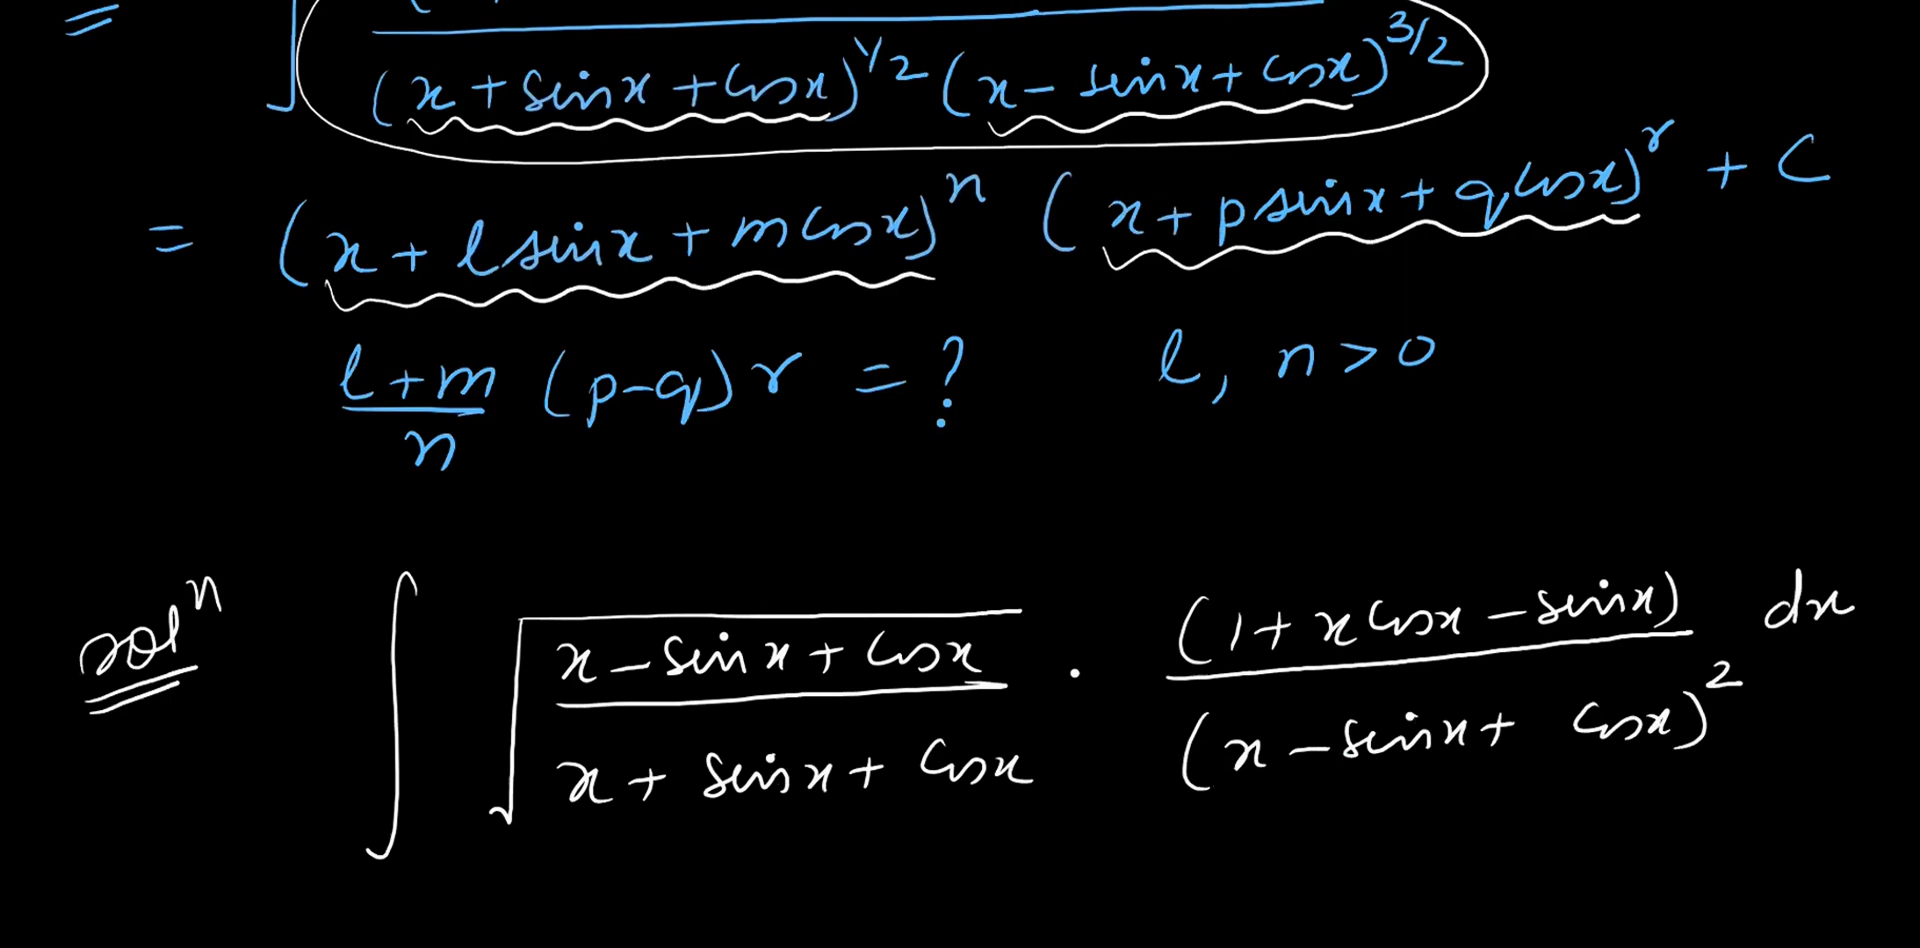 = ∫ (x + sin x + cos x)^{1/2} (x - sin x + cos x)^{3/2}
= (x + l sin x + m cos x)^n (x + p sin x + q cos x)^r + C
(l+m)/n (p-q) r = ? l, n > 0
sol^n ∫ √((x - sin x + cos x)/(x + sin x + cos x)) · (1 + x cos x - sin x)/(x - sin x + cos x)^2 dx